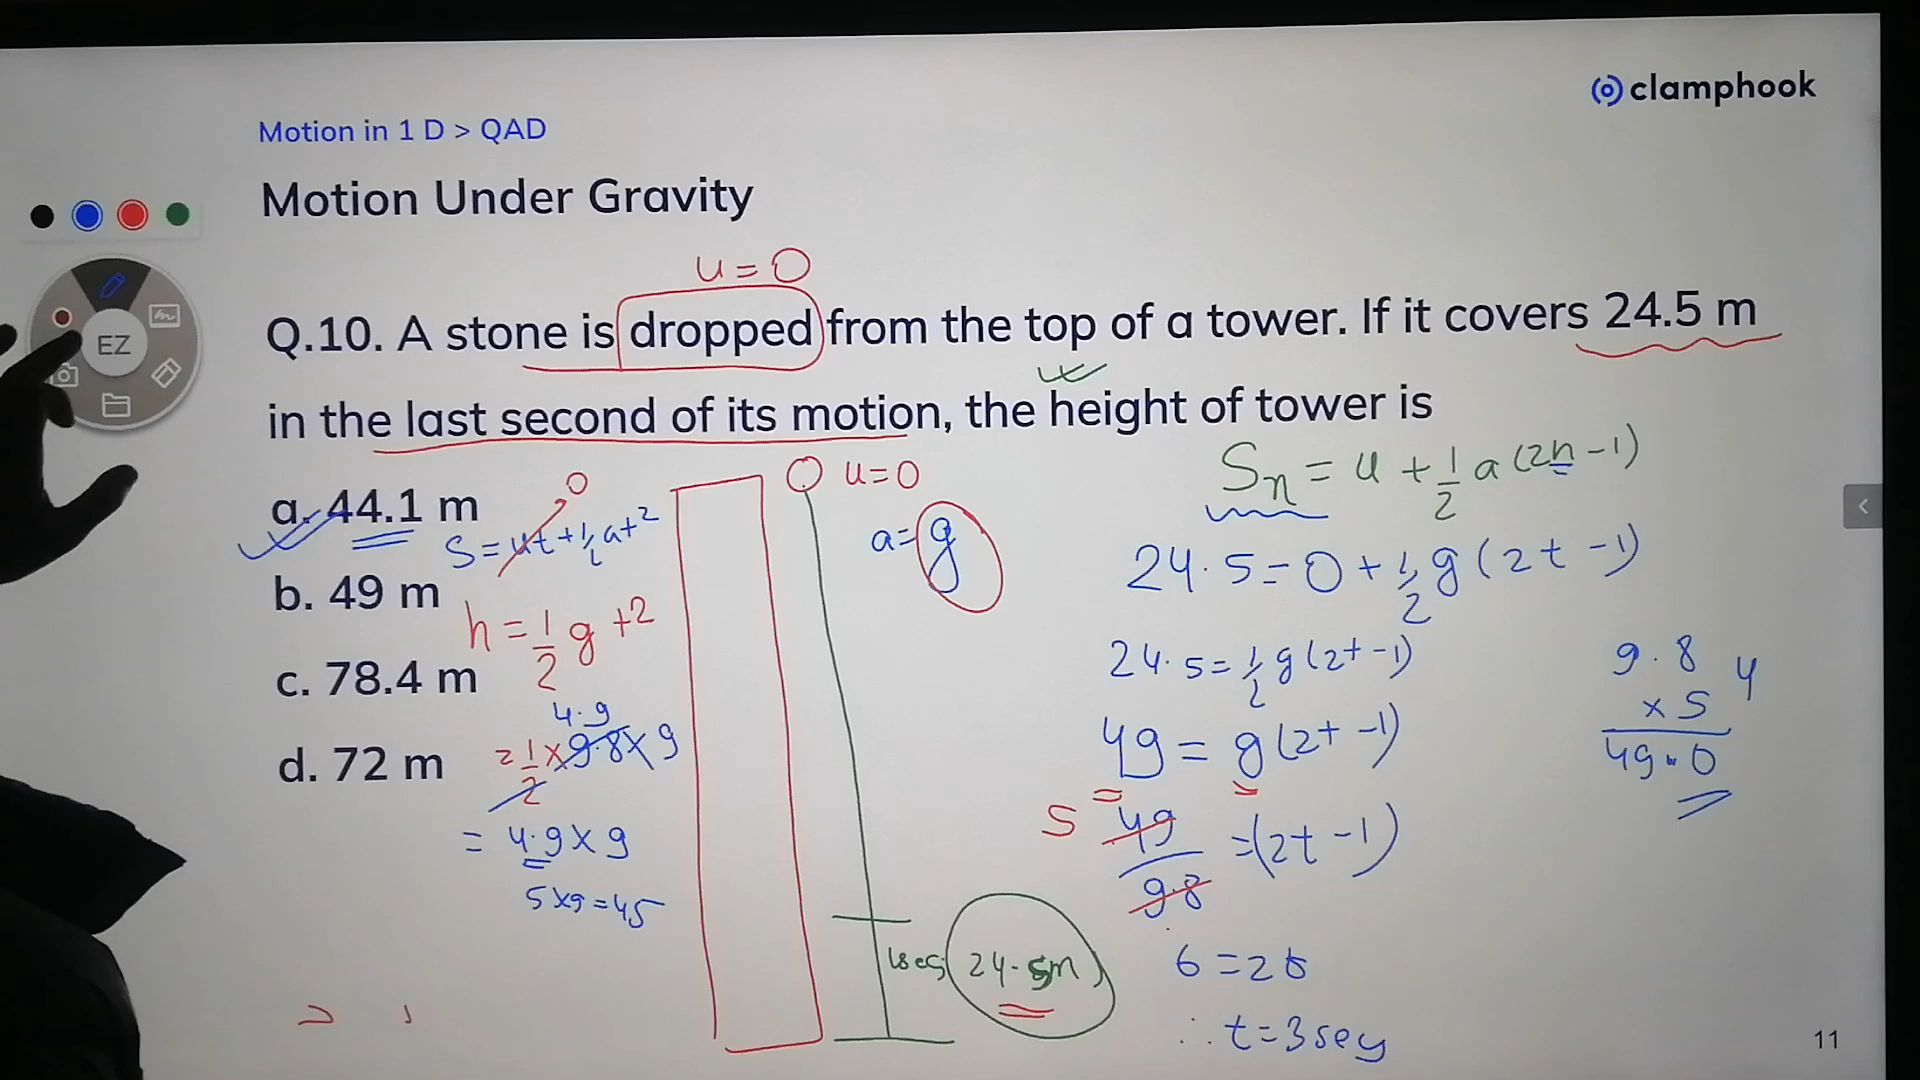 clamphook
Motion in 1 D > QAD
Motion Under Gravity
u = 0
Q.10. A stone is dropped from the top of a tower. If it covers 24.5 m
in the last second of its motion, the height of tower is
a. 44.1 m
b. 49 m
c. 78.4 m
d. 72 m
EZ
S = ut + 1/2 at2
0
h = 1/2 g t2
4.9
2 1/2 × 9.8 × 9
= 4.9 × 9
5 × 9 = 45
u = 0
a = g
1sec
24.5m
Sn = u + 1/2 a (2n - 1)
24.5 = 0 + 1/2 g (2t - 1)
24.5 = 1/2 g (2t - 1)
49 = g (2t - 1)
5 49/9.8 = (2t - 1)
6 = 2t
∴ t = 3 sec
9.8
× 5
49.0
4
11